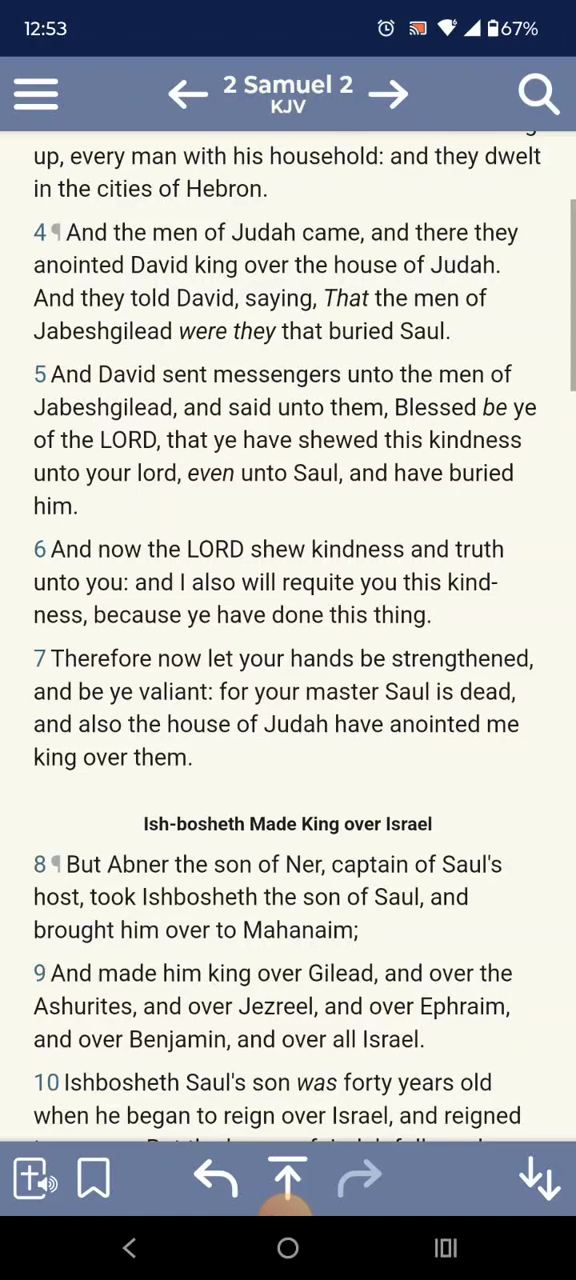 12:53
67%
2 Samuel 2
KJV
up, every man with his household: and they dwelt
in the cities of Hebron.
4 ¶ And the men of Judah came, and there they
anointed David king over the house of Judah.
And they told David, saying, That the men of
Jabeshgilead were they that buried Saul.
5 And David sent messengers unto the men of
Jabeshgilead, and said unto them, Blessed be ye
of the LORD, that ye have shewed this kindness
unto your lord, even unto Saul, and have buried
him.
6 And now the LORD shew kindness and truth
unto you: and I also will requite you this kind-
ness, because ye have done this thing.
7 Therefore now let your hands be strengthened,
and be ye valiant: for your master Saul is dead,
and also the house of Judah have anointed me
king over them.
Ish-bosheth Made King over Israel
8 ¶ But Abner the son of Ner, captain of Saul's
host, took Ishbosheth the son of Saul, and
brought him over to Mahanaim;
9 And made him king over Gilead, and over the
Ashurites, and over Jezreel, and over Ephraim,
and over Benjamin, and over all Israel.
10 Ishbosheth Saul's son was forty years old
when he began to reign over Israel, and reigned